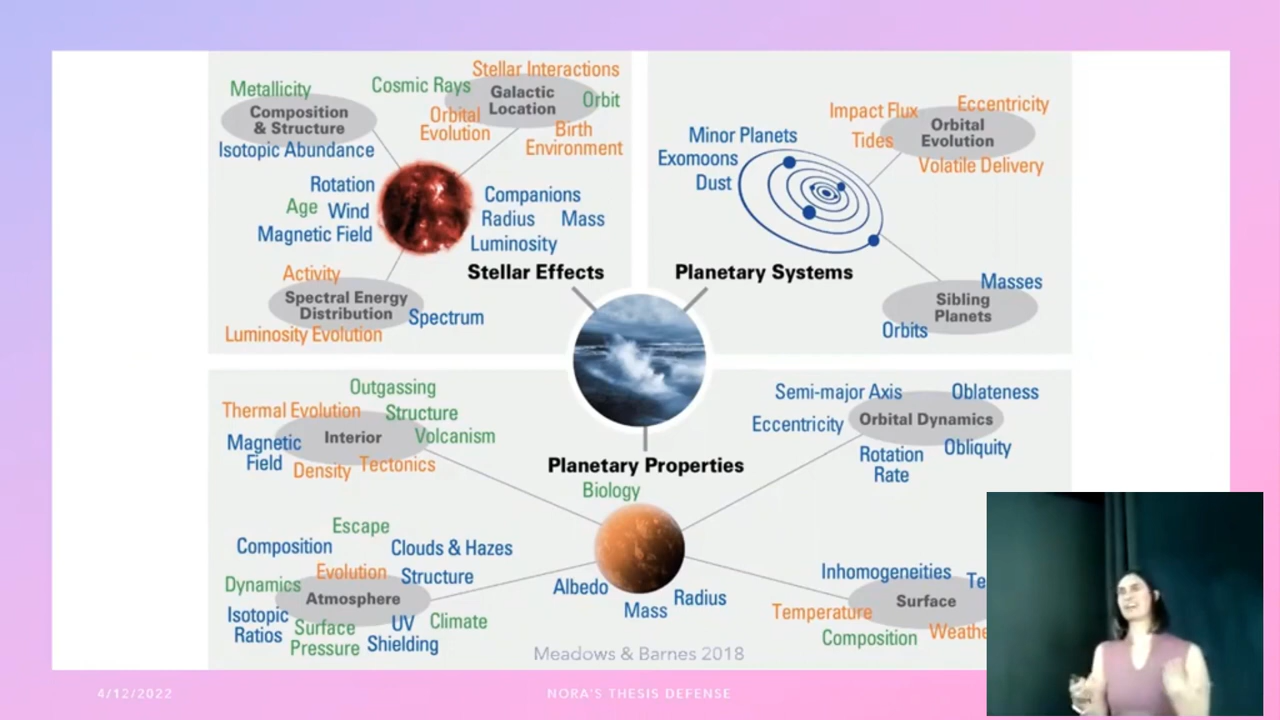 Stellar Interactions
Metallicity
Cosmic Rays
Galactic
Location
Orbit
Composition
& Structure
Orbital
Evolution
Birth
Environment
Isotopic Abundance
Rotation
Age
Wind
Magnetic Field
Companions
Radius
Mass
Luminosity
Activity
Spectral Energy
Distribution
Spectrum
Luminosity Evolution
Stellar Effects
Impact Flux
Eccentricity
Orbital
Evolution
Tides
Volatile Delivery
Minor Planets
Exomoons
Dust
Planetary Systems
Masses
Sibling
Planets
Orbits
Outgassing
Thermal Evolution
Structure
Interior
Volcanism
Magnetic
Field
Density
Tectonics
Planetary Properties
Biology
Semi-major Axis
Oblateness
Eccentricity
Orbital Dynamics
Rotation
Rate
Obliquity
Escape
Composition
Clouds & Hazes
Evolution
Structure
Dynamics
Atmosphere
Isotopic
Ratios
Surface
Pressure
UV
Shielding
Climate
Albedo
Mass
Radius
Inhomogeneities
Surface
Temperature
Composition
Meadows & Barnes 2018
4/12/2022
NORA'S THESIS DEFENSE